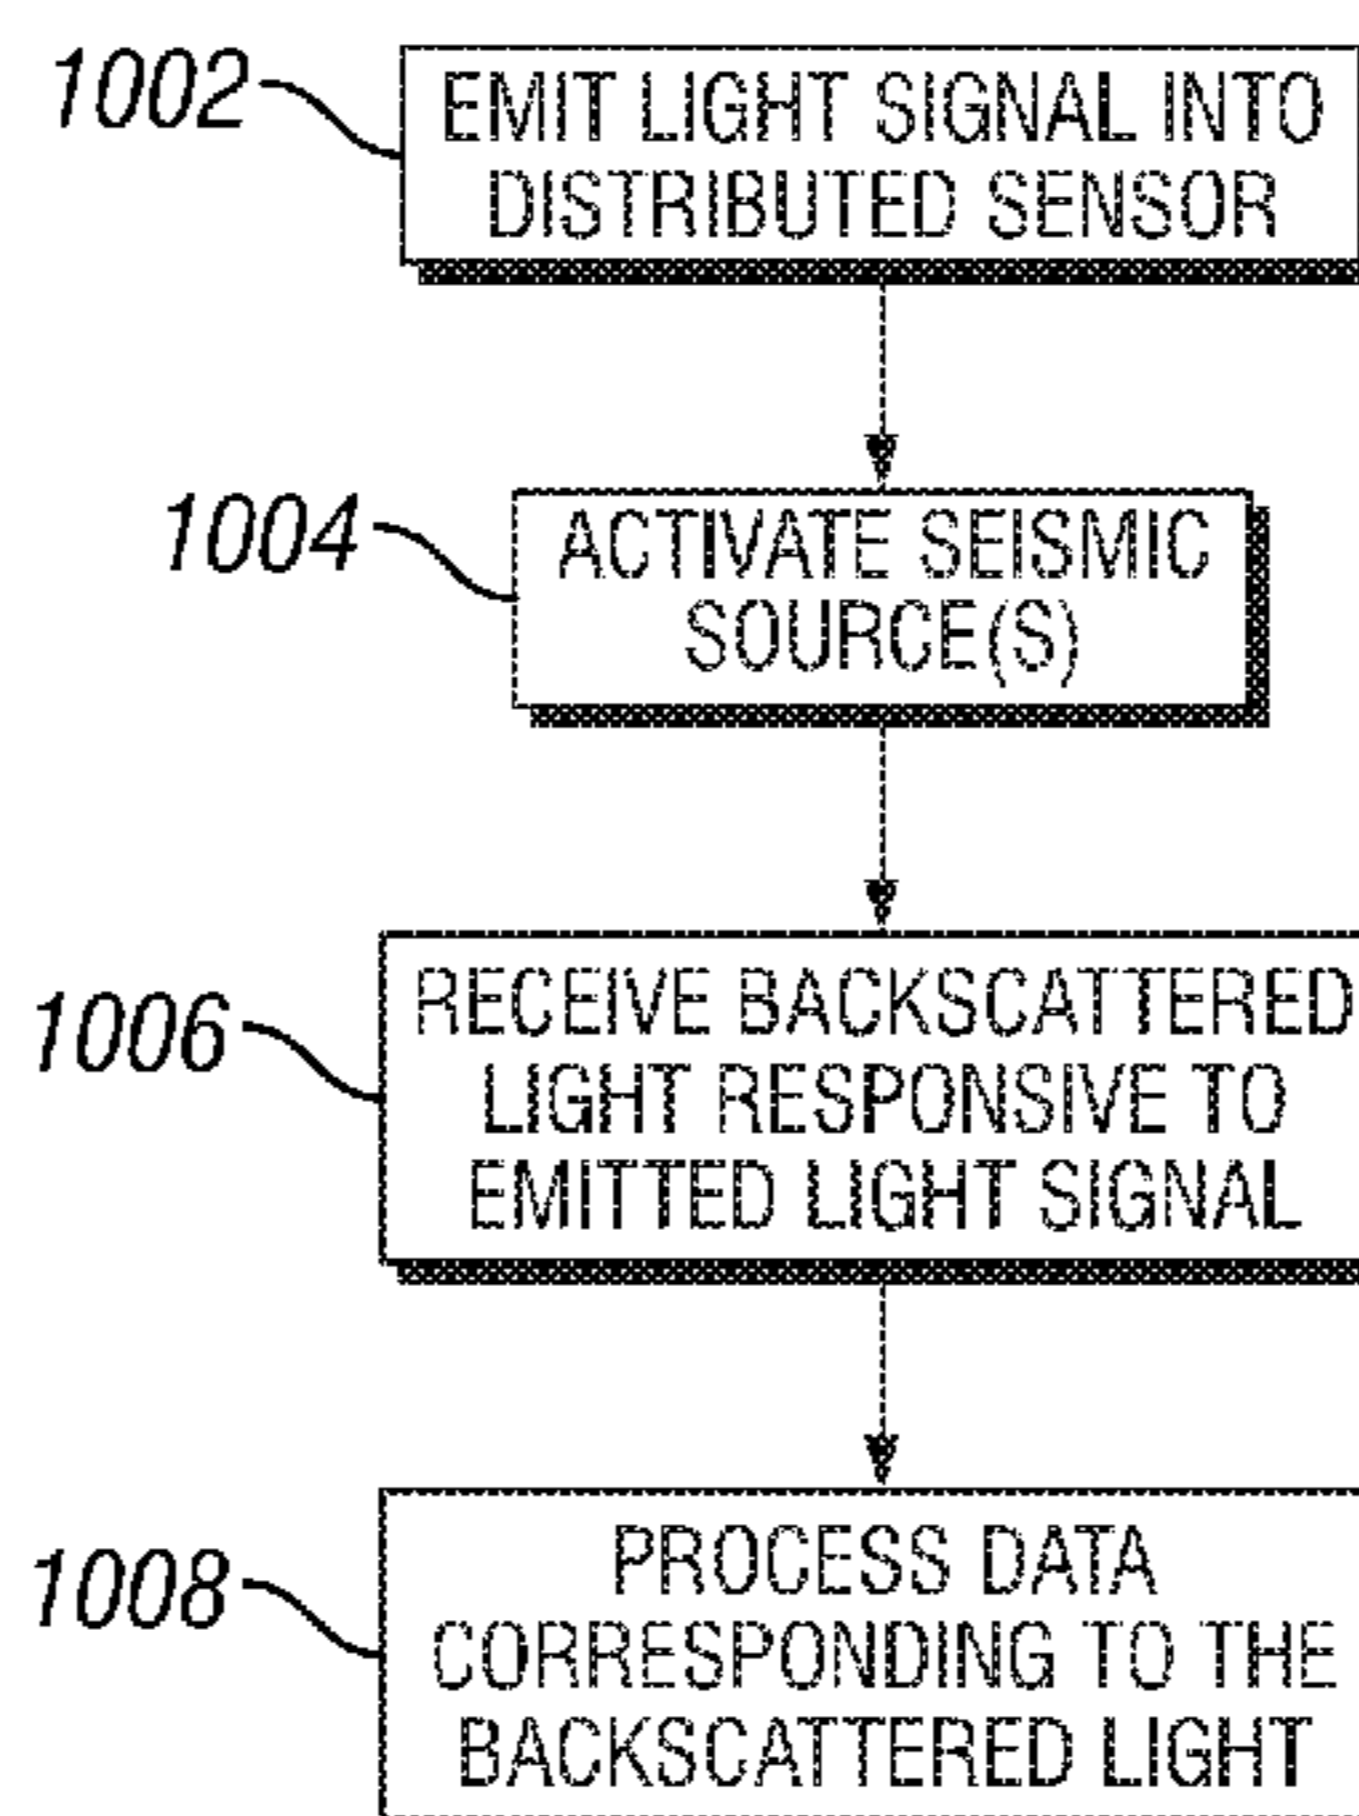 1002
EMIT LIGHT SIGNAL INTO
DISTRIBUTED SENSOR
1004
ACTIVATE SEISMIC
SOURCE(S)
1006
RECEIVE BACKSCATTERED
LIGHT RESPONSIVE TO
EMITTED LIGHT SIGNAL
1008
PROCESS DATA
CORRESPONDING TO THE
BACKSCATTERED LIGHT